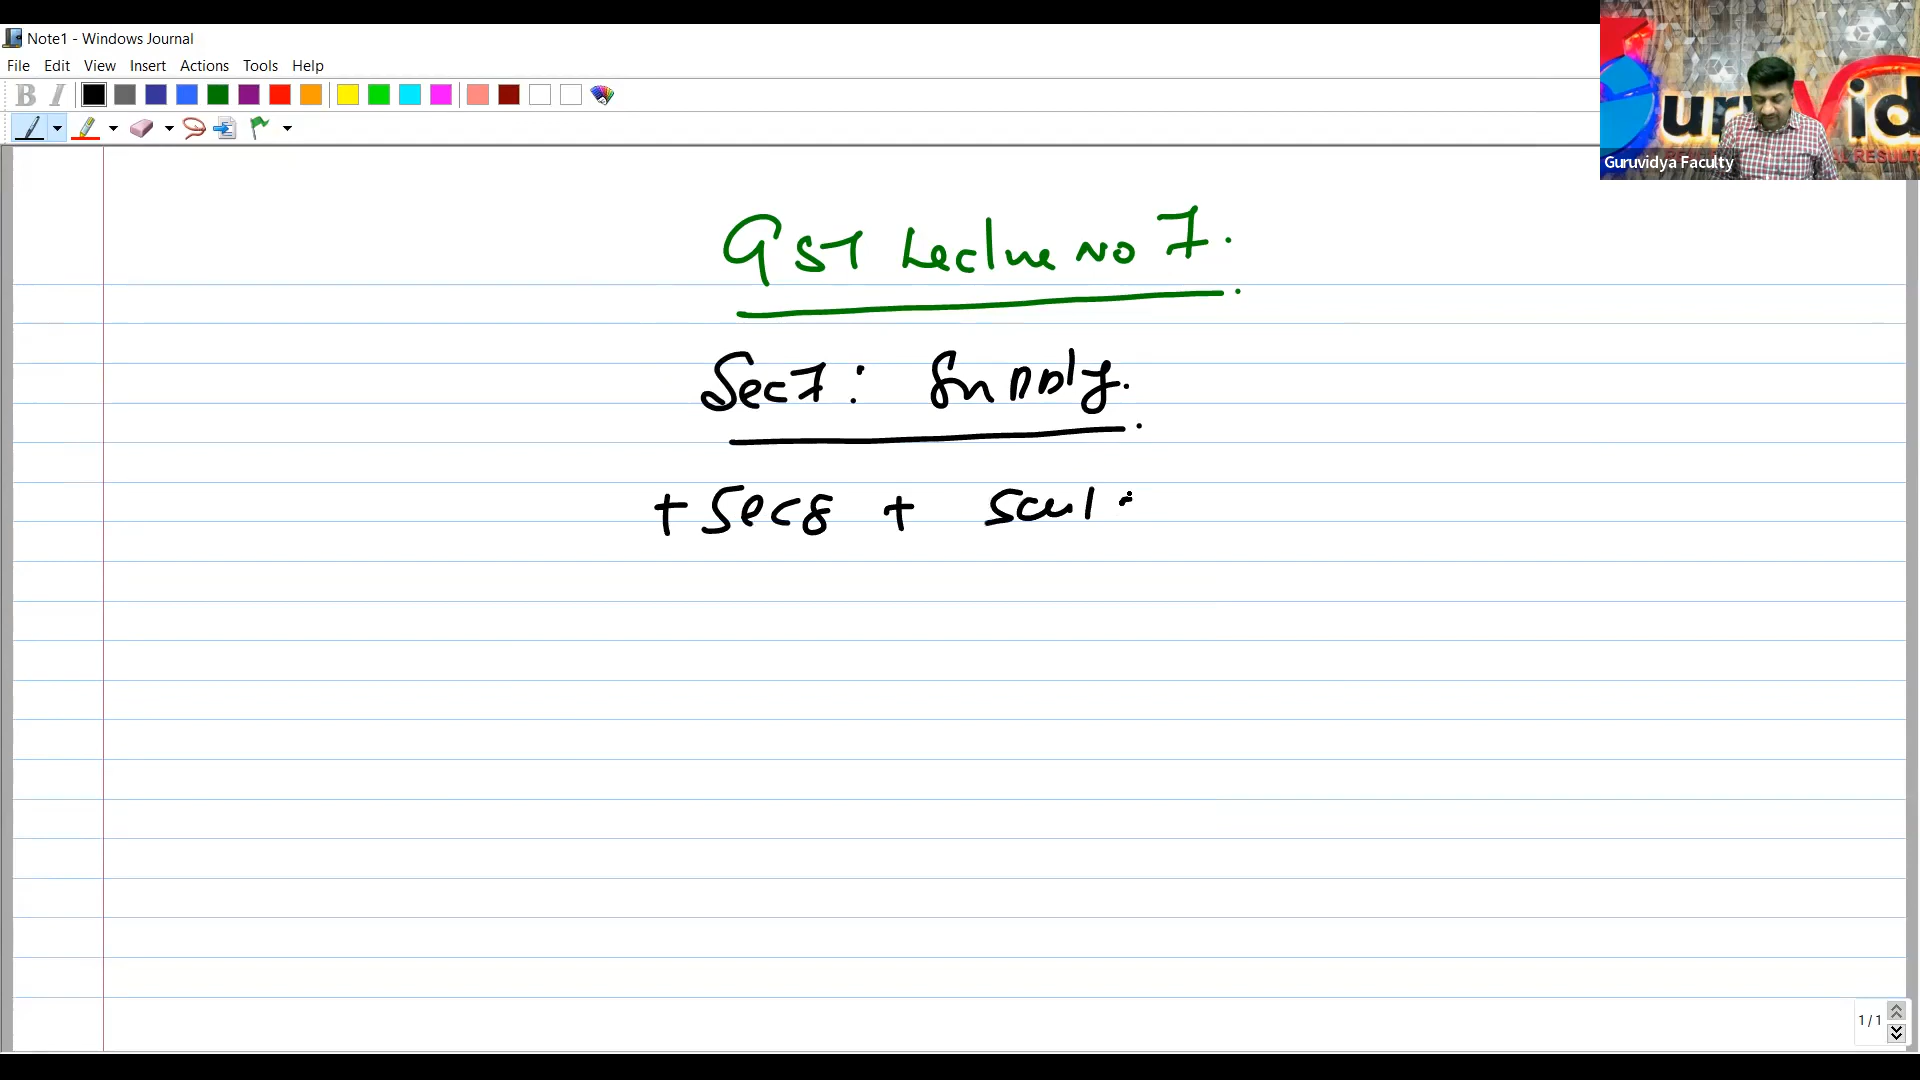 Note1 - Windows Journal
File Edit View Insert Actions Tools Help
B I
GST Lecture No 7.
Sec 7: Supply.
+ Sec 8 +
Guruvidya Faculty
1 / 1